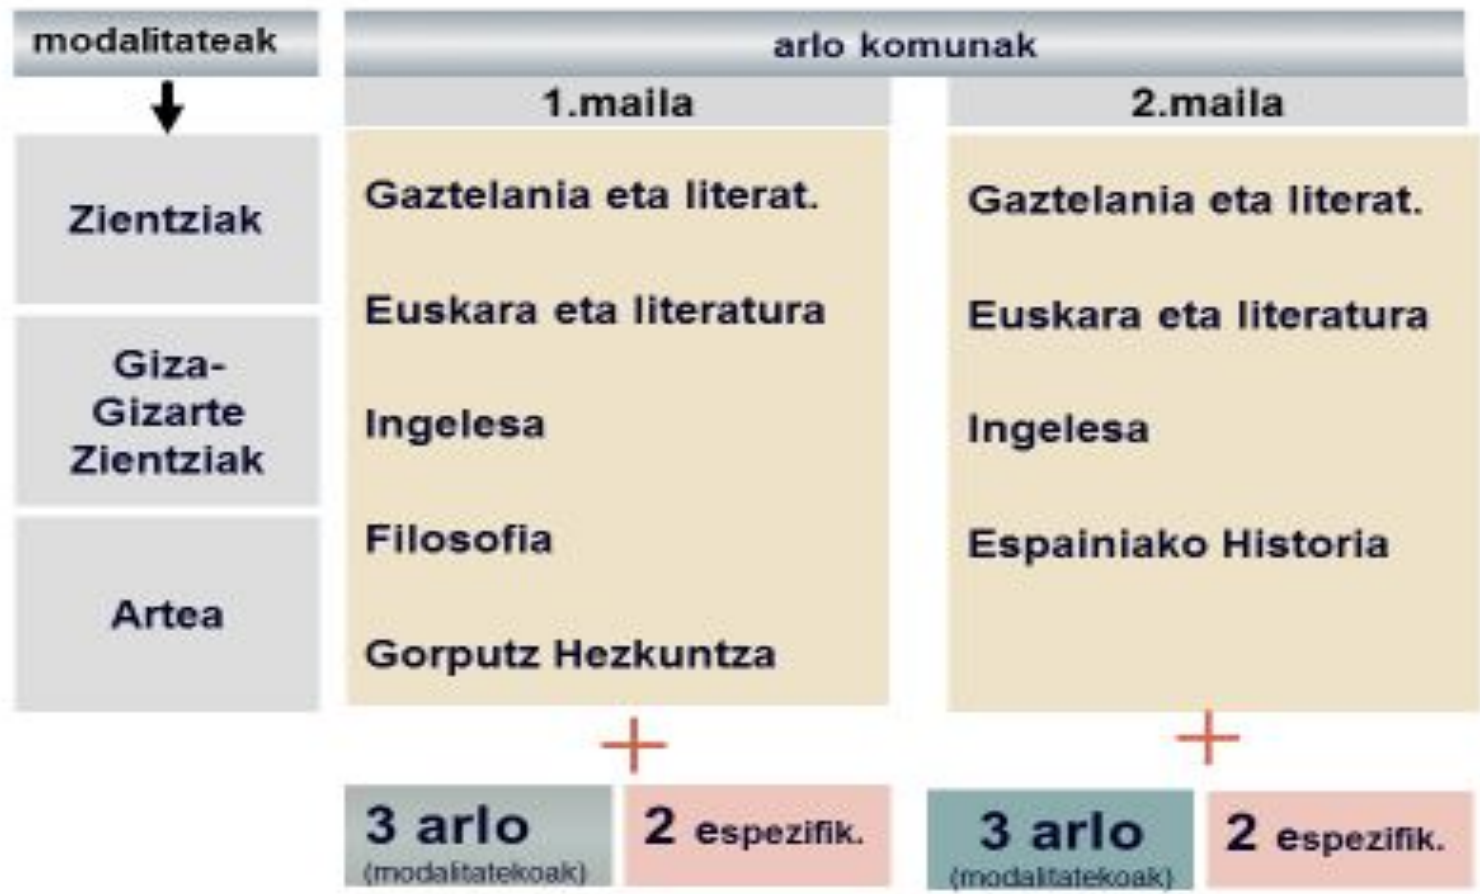 modalitateak
Zientziak
Giza-
Gizarte
Zientziak
Artea
arlo komunak
1.maila
Gaztelania eta literat.
Euskara eta literatura
Ingelesa
Filosofia
Gorputz Hezkuntza
3 arlo
(modalitatekoak)
2 espezifik.
2.maila
Gaztelania eta literat.
Euskara eta literatura
Ingelesa
Espainiako Historia
3 arlo
(modalitatekoak)
2 espezifik.